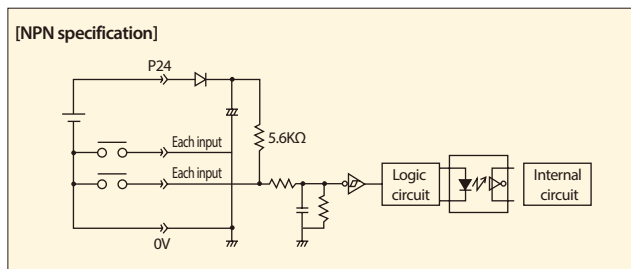 [NPN specification]
P24
Each input
5.6KΩ
Each input
Logic
circuit
Internal
circuit
0V